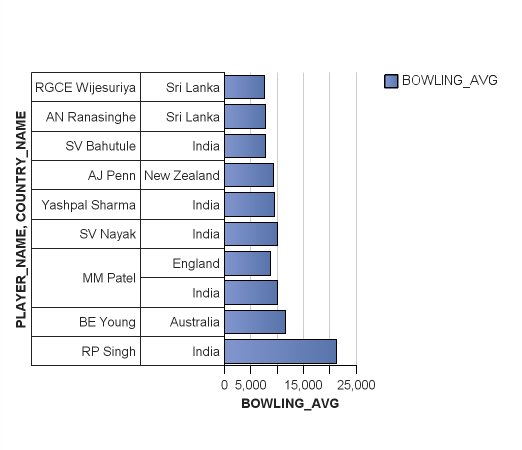 BOWLING_AVG
PLAYER_NAME, COUNTRY_NAME
RGCE Wijesuriya Sri Lanka
AN Ranasinghe Sri Lanka
SV Bahutule India
AJ Penn New Zealand
Yashpal Sharma India
SV Nayak India
MM Patel England
India
BE Young Australia
RP Singh India
0 5,000 15,000 25,000
BOWLING_AVG